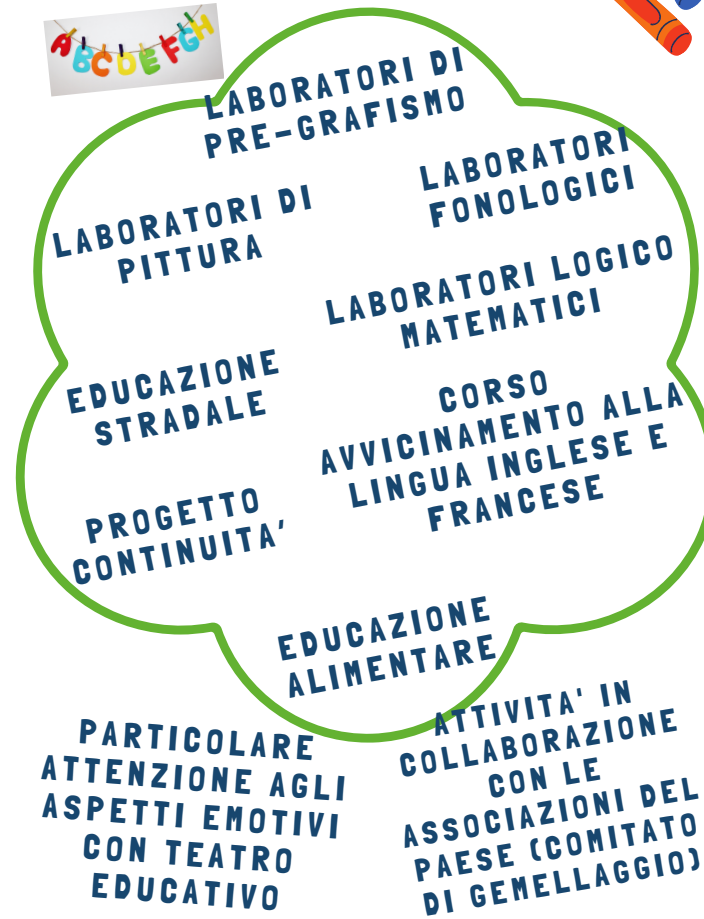 ABCDEFGH
LABORATORI DI
PRE-GRAFISMO
LABORATORI
FONOLOGICI
LABORATORI DI
PITTURA
LABORATORI LOGICO
MATEMATICI
EDUCAZIONE
STRADALE
CORSO
AVVICINAMENTO ALLA
LINGUA INGLESE E
FRANCESE
PROGETTO
CONTINUITA'
EDUCAZIONE
ALIMENTARE
PARTICOLARE
ATTENZIONE AGLI
ASPETTI EMOTIVI
CON TEATRO
EDUCATIVO
ATTIVITA' IN
COLLABORAZIONE
CON LE
ASSOCIAZIONI DEL
PAESE (COMITATO
DI GEMELLAGGIO)